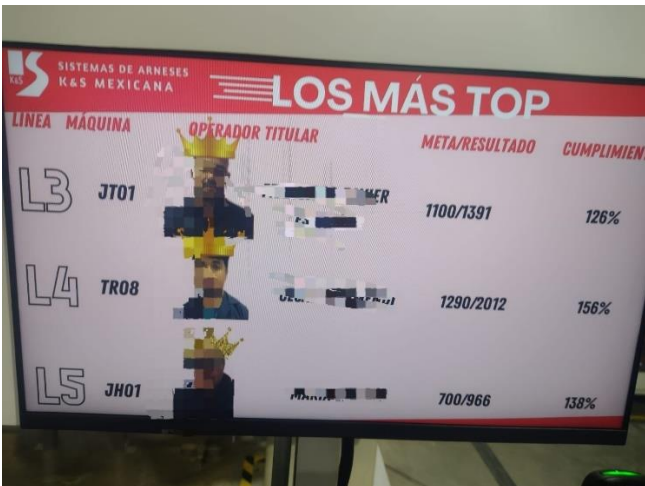 K&S
SISTEMAS DE ARNESES
K&S MEXICANA
LOS MÁS TOP
LINEA MÁQUINA OPERADOR TITULAR META/RESULTADO CUMPLIMIEN
L3 JT01 1100/1391 126%
L4 TR08 1290/2012 156%
L5 JH01 700/966 138%